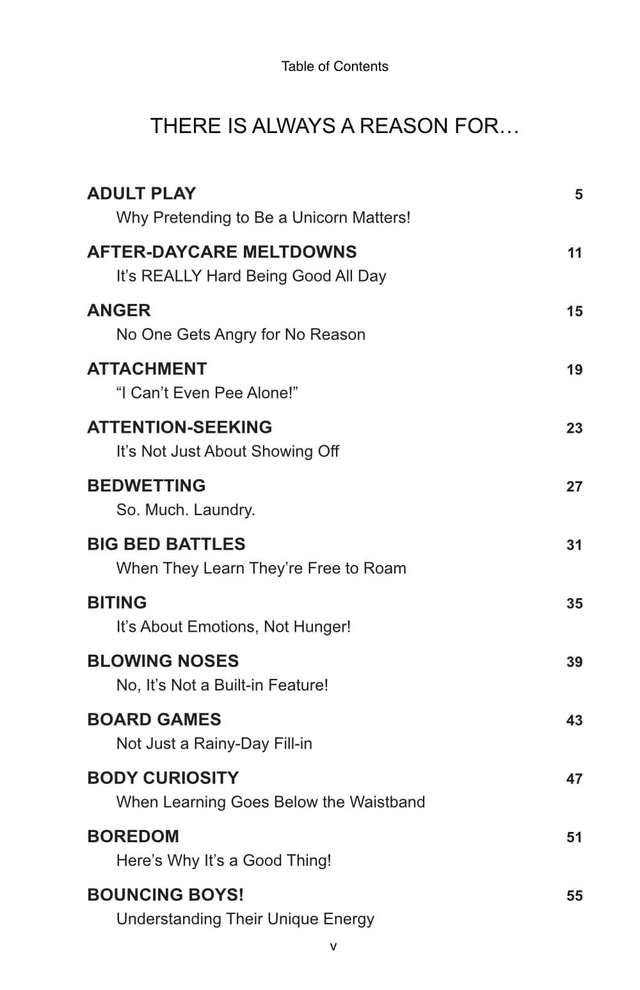 Table of Contents
THERE IS ALWAYS A REASON FOR…
ADULT PLAY 5
Why Pretending to Be a Unicorn Matters!
AFTER-DAYCARE MELTDOWNS 11
It’s REALLY Hard Being Good All Day
ANGER 15
No One Gets Angry for No Reason
ATTACHMENT 19
“I Can’t Even Pee Alone!”
ATTENTION-SEEKING 23
It’s Not Just About Showing Off
BEDWETTING 27
So. Much. Laundry.
BIG BED BATTLES 31
When They Learn They’re Free to Roam
BITING 35
It’s About Emotions, Not Hunger!
BLOWING NOSES 39
No, It’s Not a Built-in Feature!
BOARD GAMES 43
Not Just a Rainy-Day Fill-in
BODY CURIOSITY 47
When Learning Goes Below the Waistband
BOREDOM 51
Here’s Why It’s a Good Thing!
BOUNCING BOYS! 55
Understanding Their Unique Energy
v